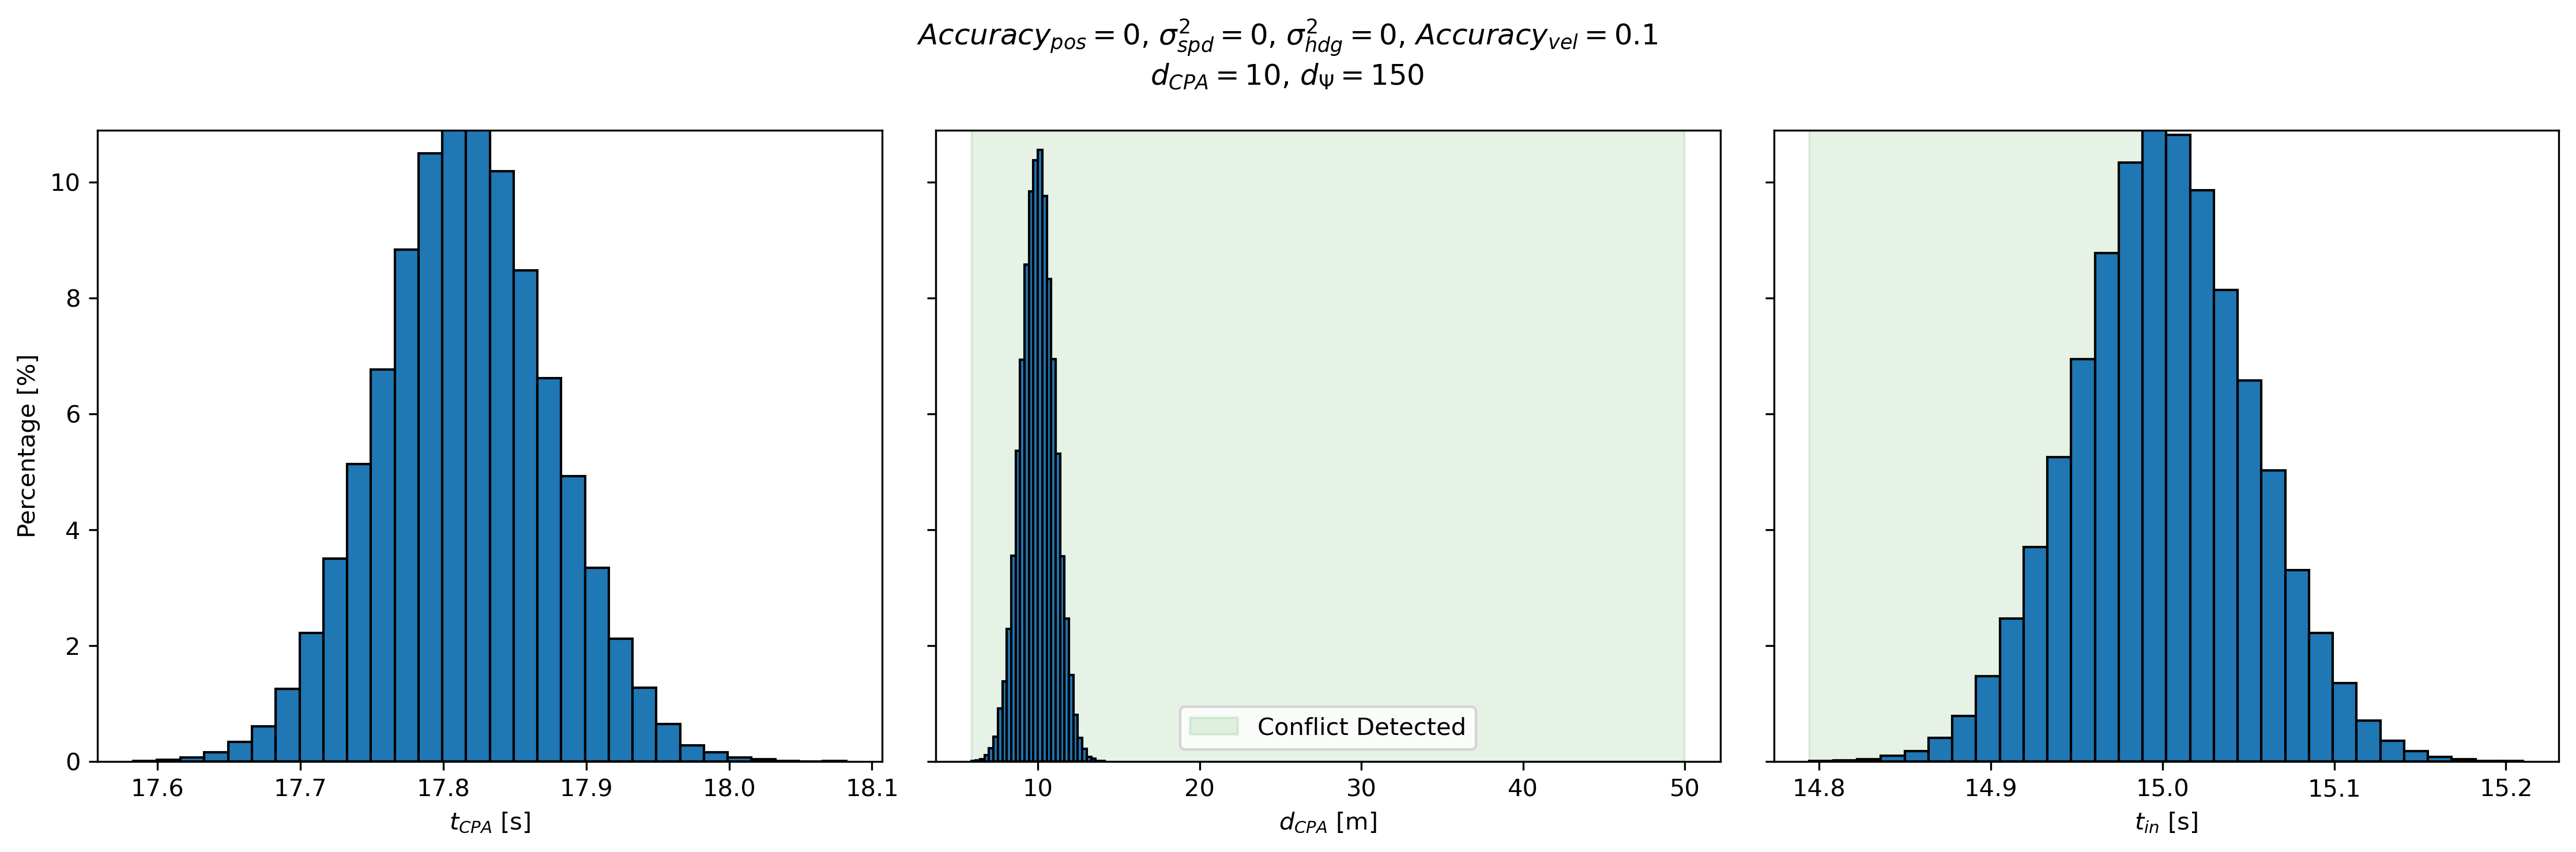 Accuracy_pos = 0, σ²_spd = 0, σ²_hdg = 0, Accuracy_vel = 0.1
d_CPA = 10, d_Ψ = 150
Percentage [%]
10
8
6
4
2
0
17.6 17.7 17.8 17.9 18.0 18.1
t_CPA [s]
Conflict Detected
10 20 30 40 50
d_CPA [m]
14.8 14.9 15.0 15.1 15.2
t_in [s]